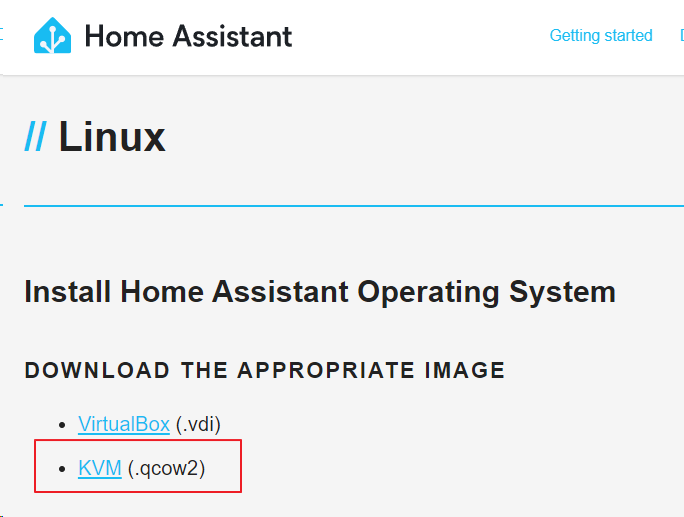 Home Assistant
Getting started
// Linux
Install Home Assistant Operating System
DOWNLOAD THE APPROPRIATE IMAGE
• VirtualBox (.vdi)
• KVM (.qcow2)